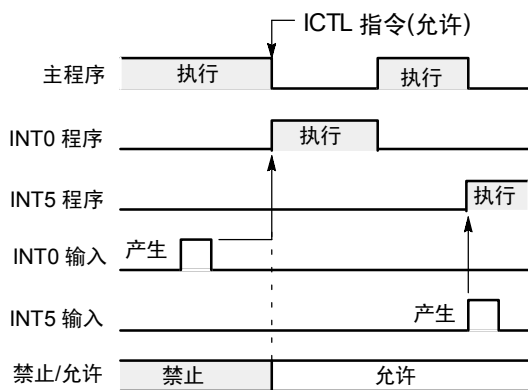 ICTL 指令(允许)
主程序 执行 执行
INT0 程序 执行
INT5 程序 执行
INT0 输入 产生
INT5 输入 产生
禁止/允许 禁止 允许